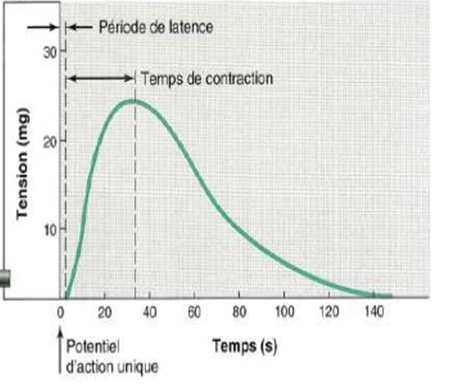 Période de latence
30
Temps de contraction
Tension (mg)
20
10
0 20 40 60 80 100 120 140
Potentiel
d'action unique
Temps (s)